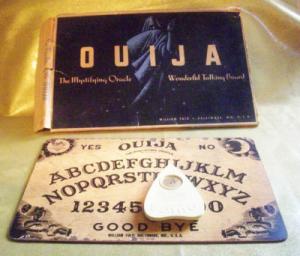 OUIJA
The Mystifying Oracle Wonderful Talking Board
WILLIAM FULD • BALTIMORE, MD., U.S.A.
YES OUIJA NO
ABCDEFGHIJKLM
NOPQRSTUVWXYZ
1234567890
GOOD BYE
WILLIAM FULD, BALTIMORE, MD., U.S.A.